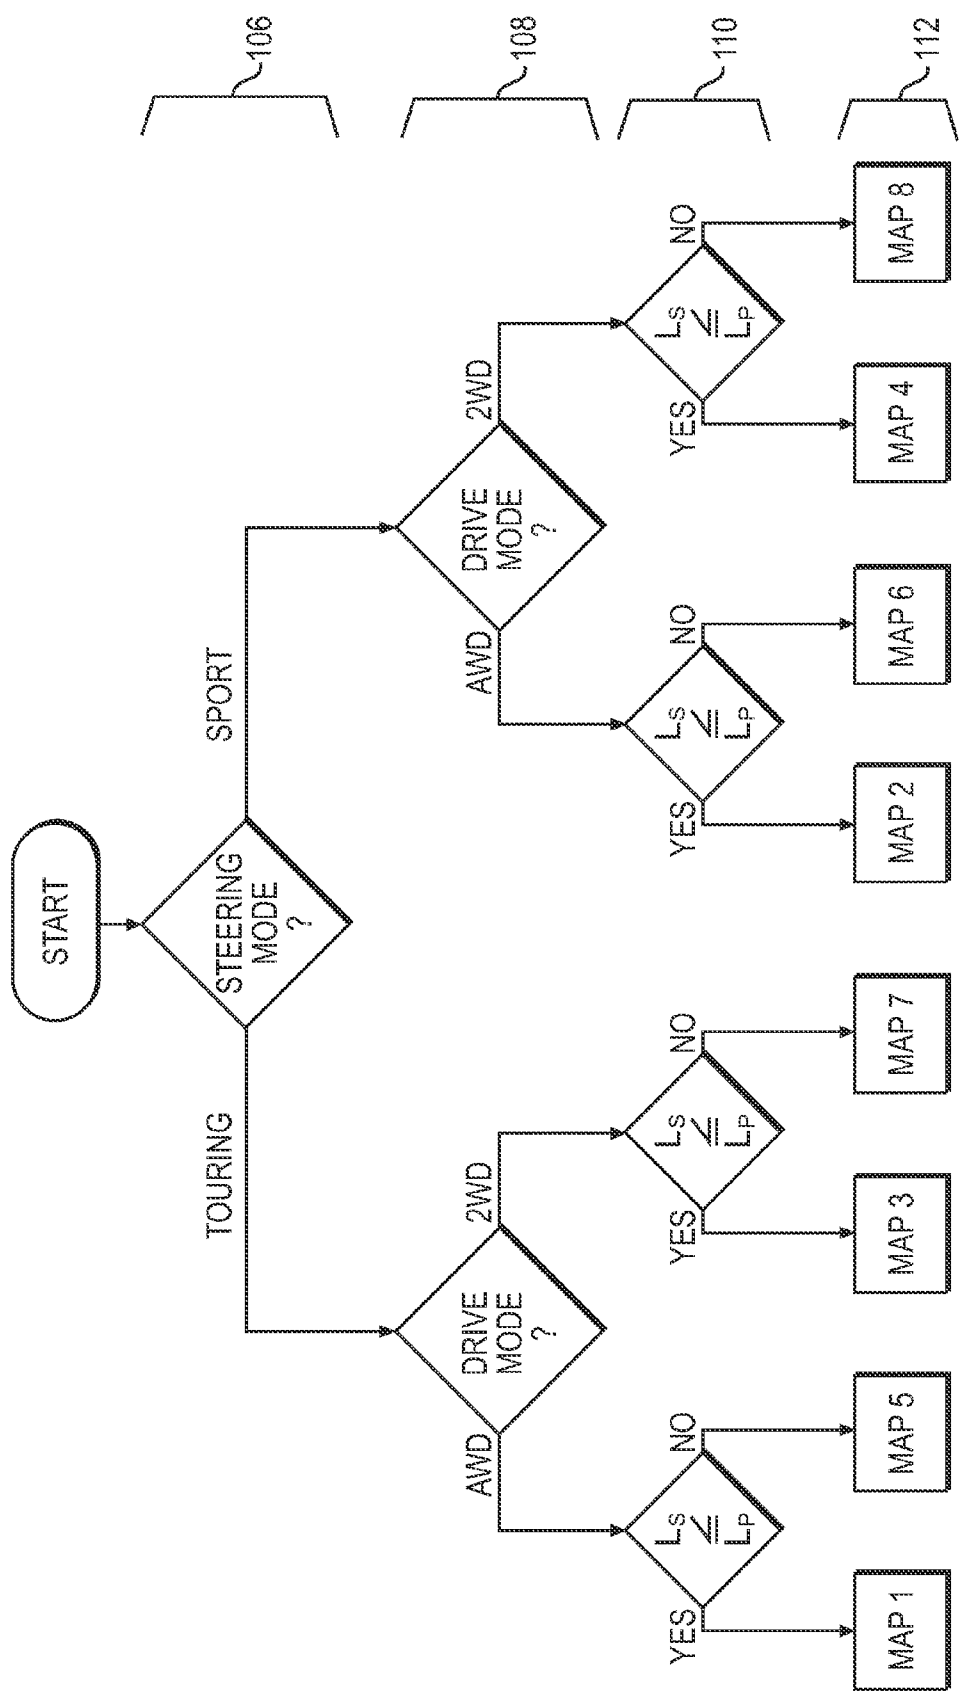 START
STEERING
MODE
?
106
TOURING
SPORT
DRIVE
MODE
?
DRIVE
MODE
?
108
AWD
2WD
AWD
2WD
LS
≤
LP
LS
≤
LP
LS
≤
LP
LS
≤
LP
110
YES
NO
YES
NO
YES
NO
YES
NO
MAP 1
MAP 5
MAP 3
MAP 7
MAP 2
MAP 6
MAP 4
MAP 8
112